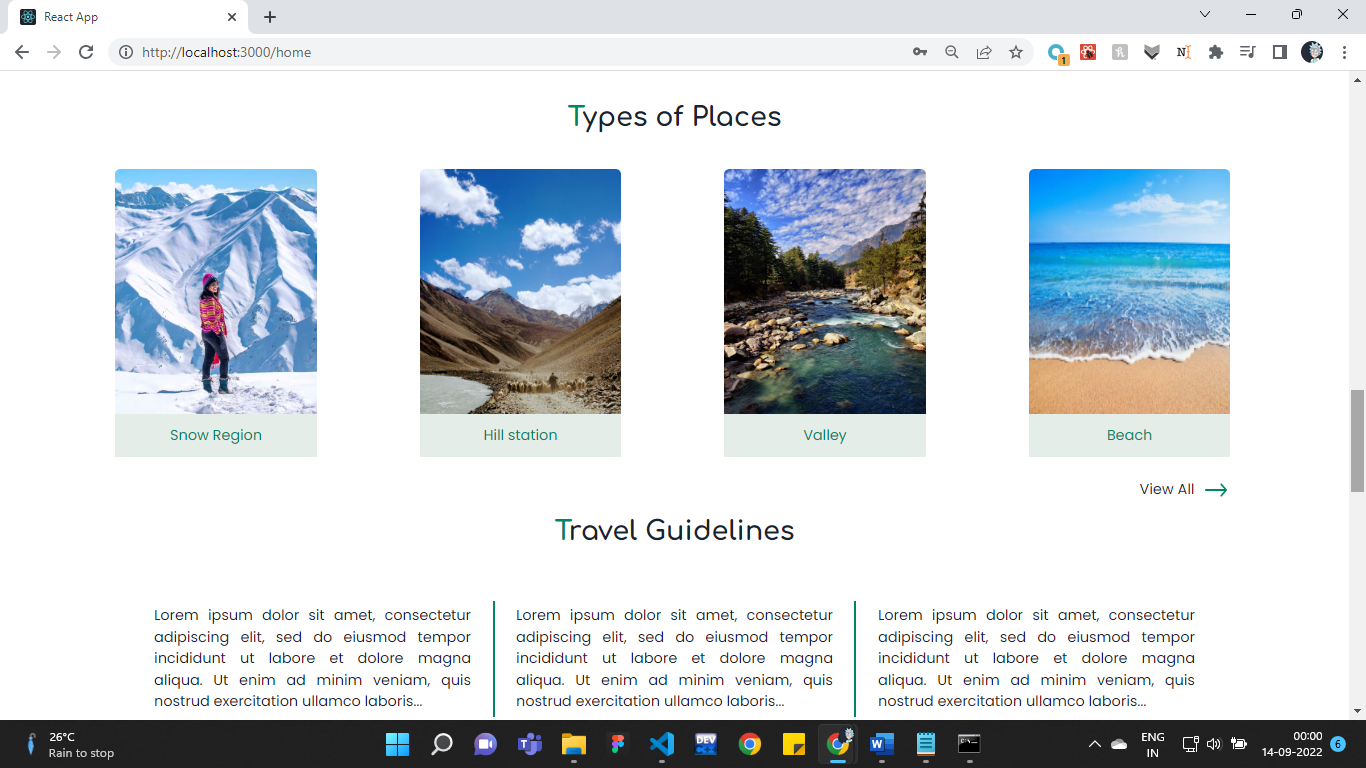 React App
http://localhost:3000/home
1
N
Types of Places
Snow Region
Hill station
Valley
Beach
View All
Travel Guidelines
Lorem ipsum dolor sit amet, consectetur
adipiscing elit, sed do eiusmod tempor
incididunt ut labore et dolore magna
aliqua. Ut enim ad minim veniam, quis
nostrud exercitation ullamco laboris...
Lorem ipsum dolor sit amet, consectetur
adipiscing elit, sed do eiusmod tempor
incididunt ut labore et dolore magna
aliqua. Ut enim ad minim veniam, quis
nostrud exercitation ullamco laboris...
Lorem ipsum dolor sit amet, consectetur
adipiscing elit, sed do eiusmod tempor
incididunt ut labore et dolore magna
aliqua. Ut enim ad minim veniam, quis
nostrud exercitation ullamco laboris...
26°C
Rain to stop
DEV
W
ENG
IN
00:00
14-09-2022
6